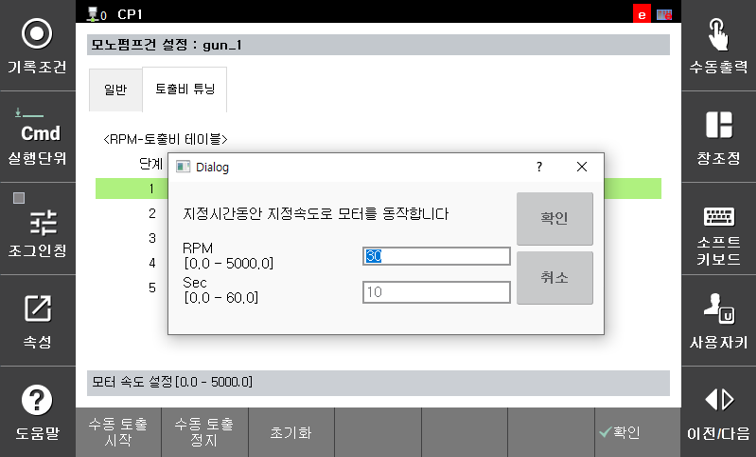 0 CP1
e
모노펌프건 설정 : gun_1
기록조건
Cmd
실행단위
조그인칭
속성
도움말
일반
토출비 튜닝
<RPM-토출비 테이블>
단계
1
2
3
4
5
Dialog
?
지정시간동안 지정속도로 모터를 동작합니다
RPM
[0.0 - 5000.0]
30
Sec
[0.0 - 60.0]
10
확인
취소
모터 속도 설정[0.0 - 5000.0]
수동 토출
시작
수동 토출
정지
초기화
확인
수동출력
창조정
소프트
키보드
U
사용자키
이전/다음